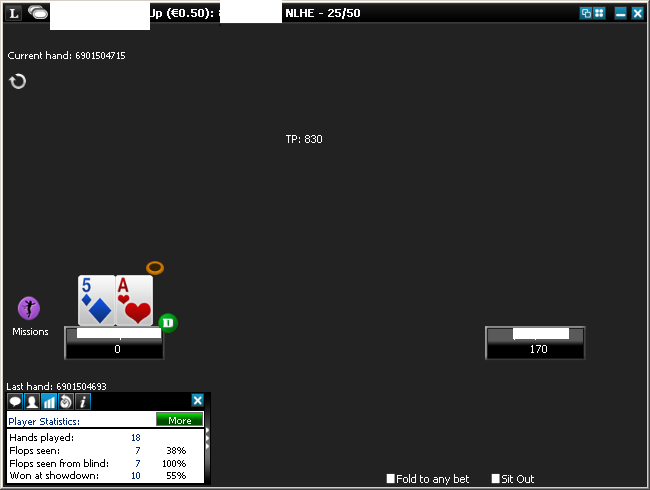 L Up (€0.50): NLHE - 25/50
Current hand: 6901504715
TP: 830
5 A
D
Missions
0
170
Last hand: 6901504693
Player Statistics: More
Hands played: 18
Flops seen: 7 38%
Flops seen from blind: 7 100%
Won at showdown: 10 55%
Fold to any bet Sit Out